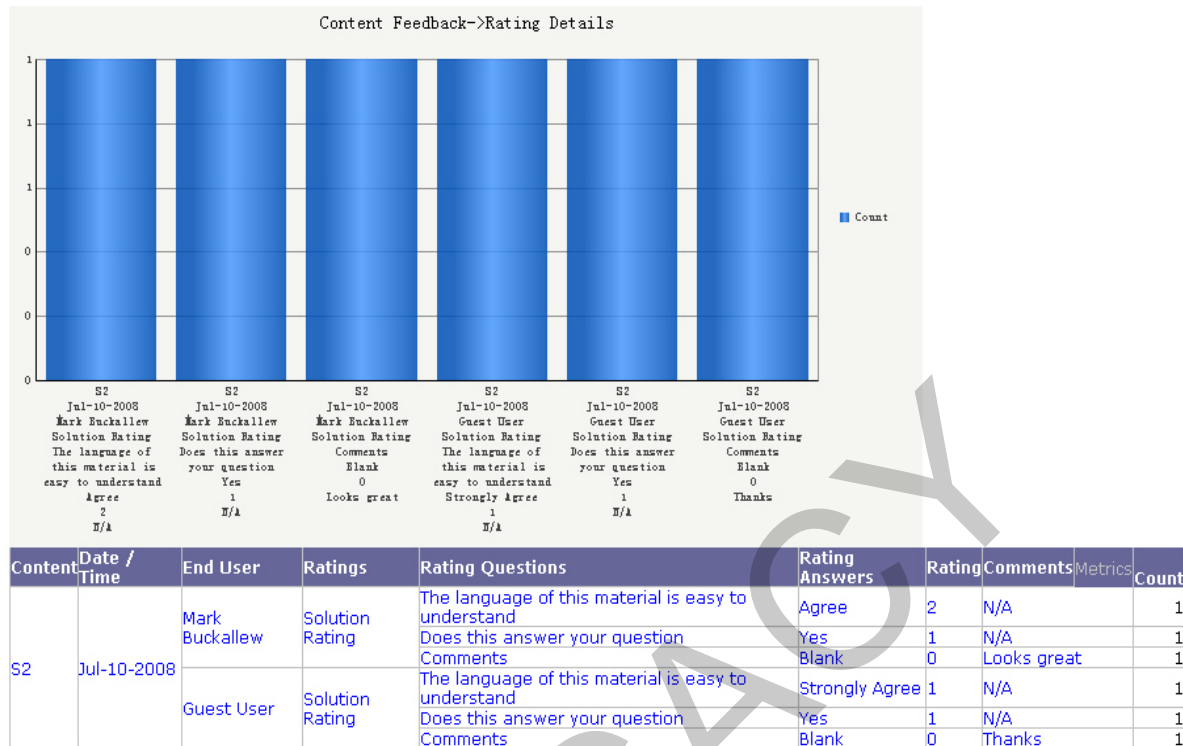 Content Feedback->Rating Details
1
1
1
0
0
0
Count
S2
Jul-10-2008
Mark Buckallew
Solution Rating
The language of
this material is
easy to understand
Agree
2
N/A
S2
Jul-10-2008
Mark Buckallew
Solution Rating
Does this answer
your question
Yes
1
N/A
S2
Jul-10-2008
Mark Buckallew
Solution Rating
Comments
Blank
0
Looks great
S2
Jul-10-2008
Guest User
Solution Rating
The language of
this material is
easy to understand
Strongly Agree
1
N/A
S2
Jul-10-2008
Guest User
Solution Rating
Does this answer
your question
Yes
1
N/A
S2
Jul-10-2008
Guest User
Solution Rating
Comments
Blank
0
Thanks
Content Date / Time End User Ratings Rating Questions Rating Answers Rating Comments Metrics Count
S2 Jul-10-2008 Mark Buckallew Solution Rating The language of this material is easy to understand Agree 2 N/A 1
Does this answer your question Yes 1 N/A 1
Comments Blank 0 Looks great 1
Guest User Solution Rating The language of this material is easy to understand Strongly Agree 1 N/A 1
Does this answer your question Yes 1 N/A 1
Comments Blank 0 Thanks 1
ACY